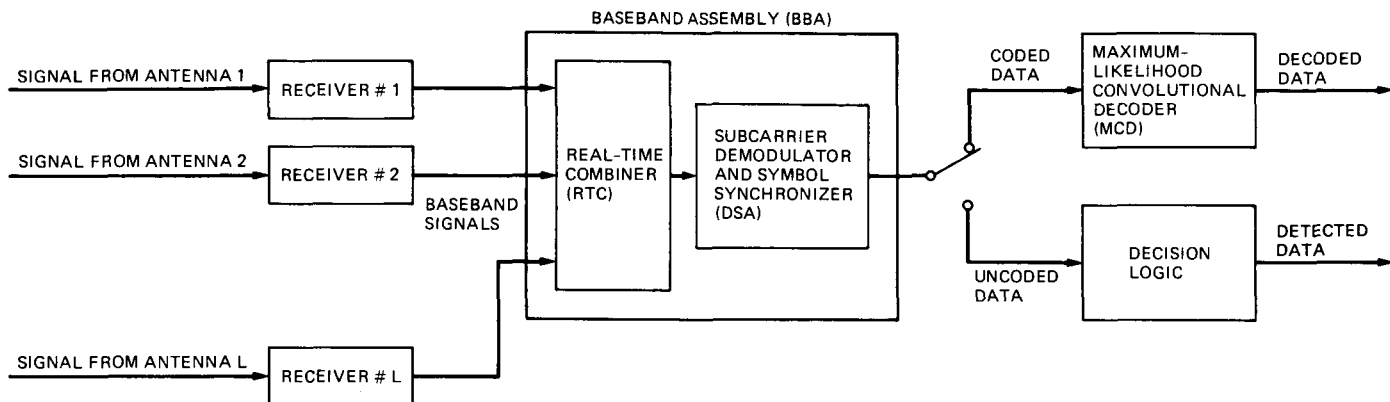 BASEBAND ASSEMBLY (BBA)
SIGNAL FROM ANTENNA 1
RECEIVER # 1
SIGNAL FROM ANTENNA 2
RECEIVER # 2
BASEBAND
SIGNALS
SIGNAL FROM ANTENNA L
RECEIVER # L
REAL-TIME
COMBINER
(RTC)
SUBCARRIER
DEMODULATOR
AND SYMBOL
SYNCHRONIZER
(DSA)
CODED
DATA
MAXIMUM-
LIKELIHOOD
CONVOLUTIONAL
DECODER
(MCD)
DECODED
DATA
UNCODED
DATA
DECISION
LOGIC
DETECTED
DATA